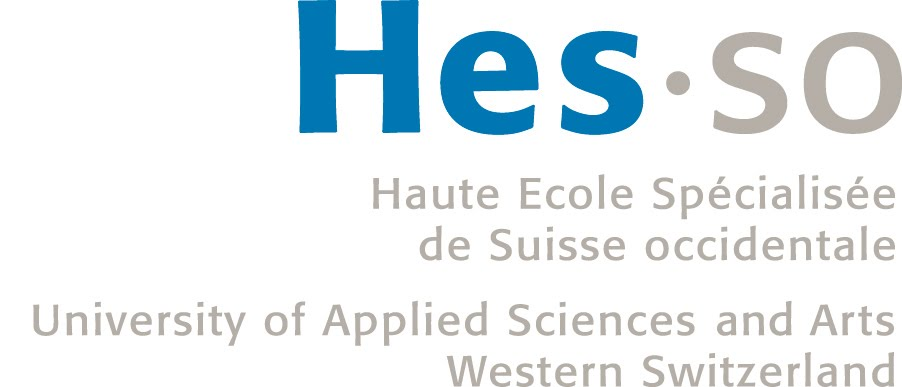 Hes·so
Haute Ecole Spécialisée
de Suisse occidentale
University of Applied Sciences and Arts
Western Switzerland